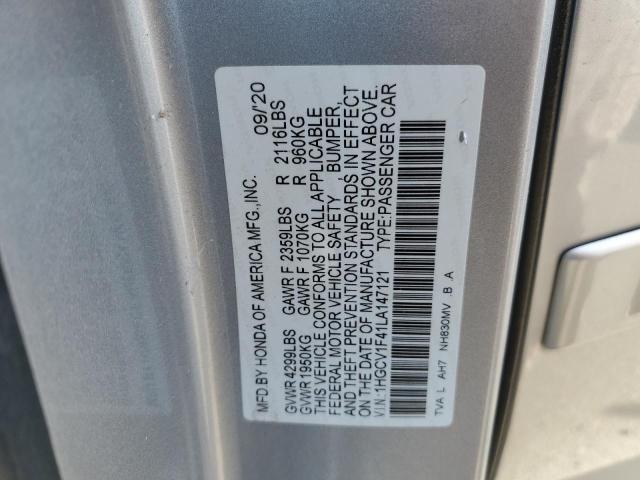 MFD BY HONDA OF AMERICA MFG.,INC. 09/'20
GVWR 4299LBS GAWR F 2359LBS R 2116LBS
GVWR 1950KG GAWR F 1070KG R 960KG
THIS VEHICLE CONFORMS TO ALL APPLICABLE
FEDERAL MOTOR VEHICLE SAFETY , BUMPER,
AND THEFT PREVENTION STANDARDS IN EFFECT
ON THE DATE OF MANUFACTURE SHOWN ABOVE.
VIN:1HGCV1F41LA147121 TYPE:PASSENGER CAR
TVA L AH7 NH830MV .B .A